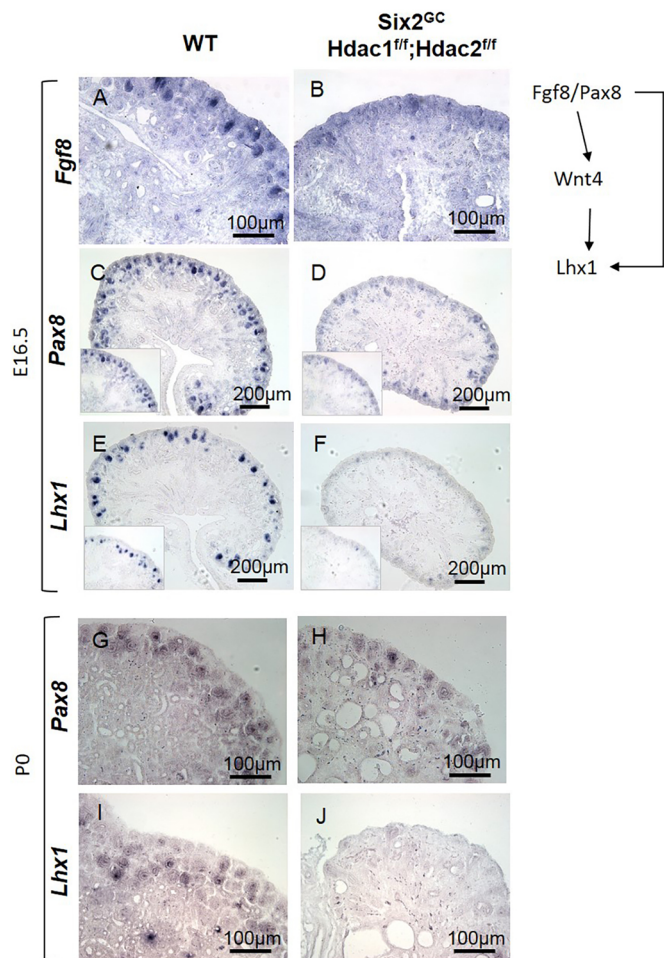 WT
Six2GC
Hdac1f/f;Hdac2f/f
E16.5
Fgf8
A
100µm
B
100µm
Fgf8/Pax8
Wnt4
Lhx1
Pax8
C
200µm
D
200µm
Lhx1
E
200µm
F
200µm
P0
Pax8
G
100µm
H
100µm
Lhx1
I
100µm
J
100µm